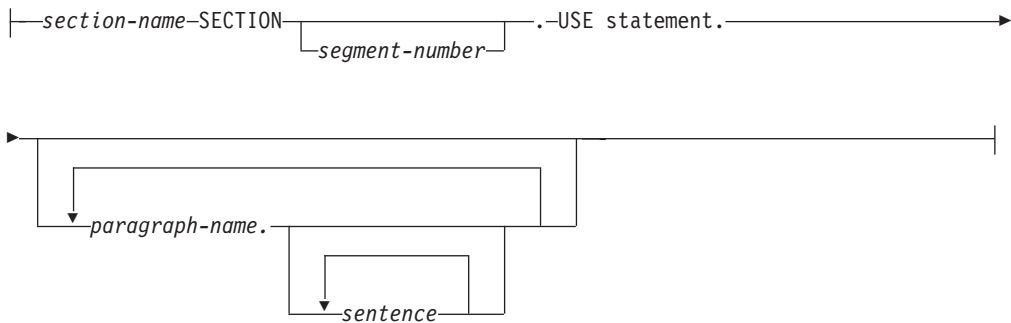 section-name SECTION . USE statement.
segment-number
paragraph-name.
sentence